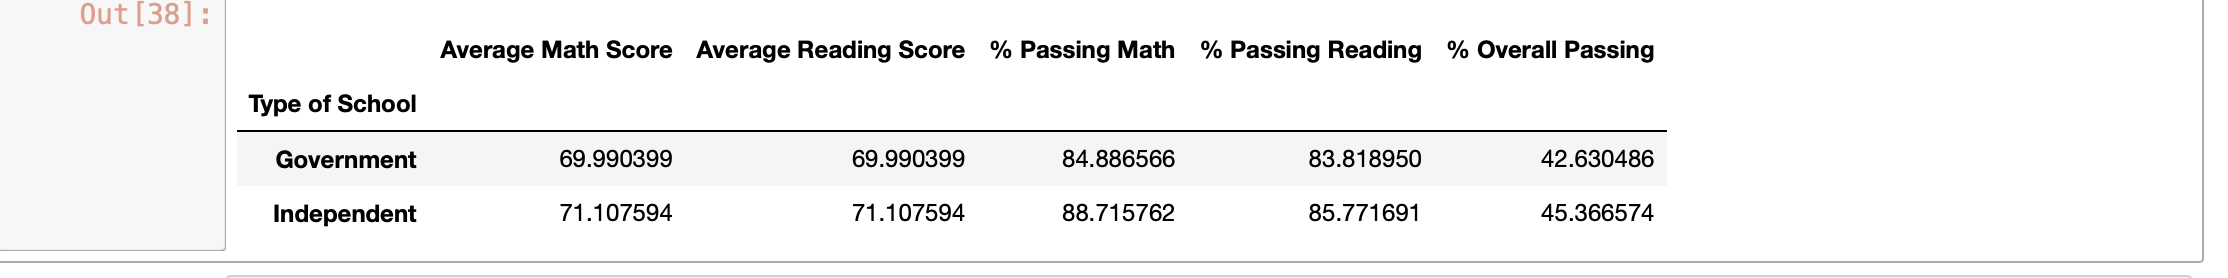 Out[38]:
Average Math Score Average Reading Score % Passing Math % Passing Reading % Overall Passing
Type of School
Government 69.990399 69.990399 84.886566 83.818950 42.630486
Independent 71.107594 71.107594 88.715762 85.771691 45.366574